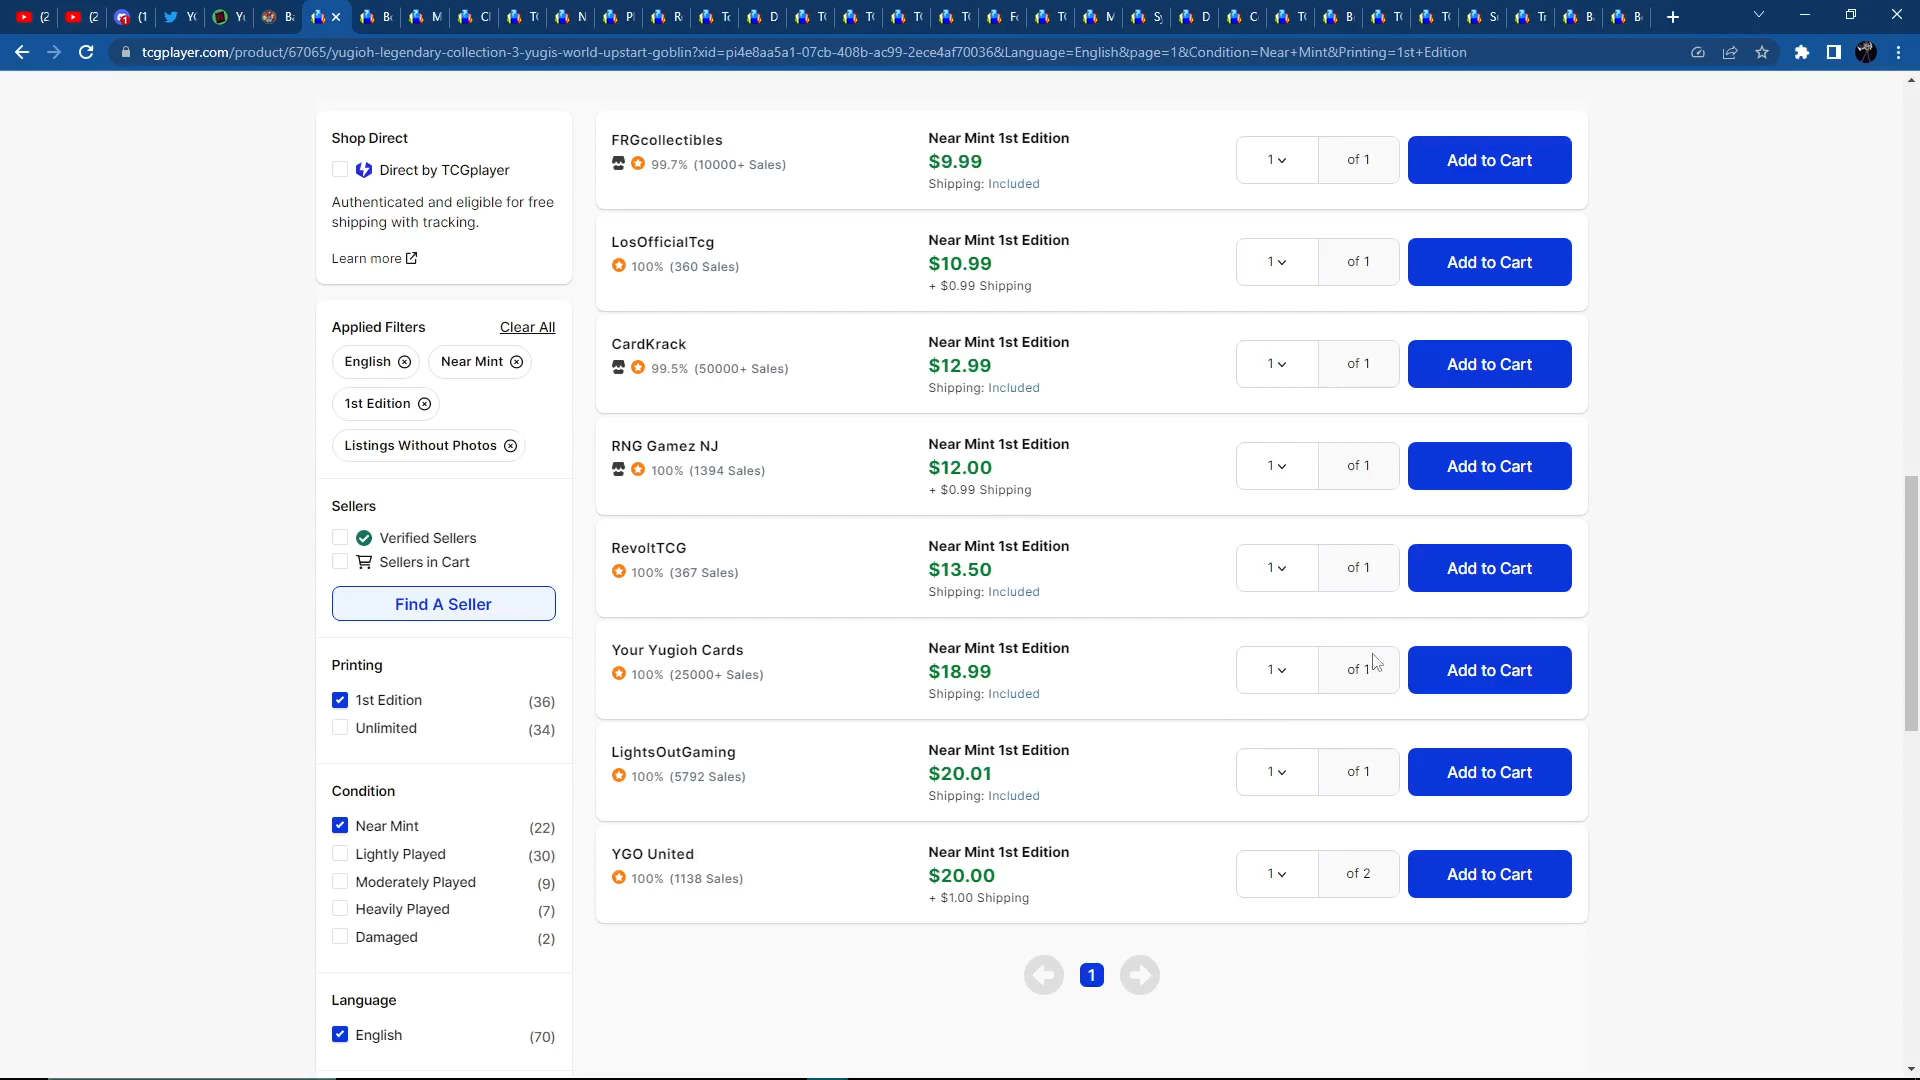 (2
(2
(1
YC
Yc
B
B
M
C
T
N
P
R
T
D
T
T
T
T
F
T
M
S
D
C
T
B
T
T
S
T
B
B
tcgplayer.com/product/67065/yugioh-legendary-collection-3-yugis-world-upstart-goblin?xid=pi4e8aa5a1-07cb-408b-ac99-2ece4af70036&Language=English&page=1&Condition=Near+Mint&Printing=1st+Edition
Shop Direct
Direct by TCGplayer
Authenticated and eligible for free
shipping with tracking.
Learn more
Applied Filters Clear All
English Near Mint
1st Edition
Listings Without Photos
Sellers
Verified Sellers
Sellers in Cart
Find A Seller
Printing
1st Edition (36)
Unlimited (34)
Condition
Near Mint (22)
Lightly Played (30)
Moderately Played (9)
Heavily Played (7)
Damaged (2)
Language
English (70)
FRGcollectibles
99.7% (10000+ Sales)
Near Mint 1st Edition
$9.99
Shipping: Included
1 of 1 Add to Cart
LosOfficialTcg
100% (360 Sales)
Near Mint 1st Edition
$10.99
+ $0.99 Shipping
1 of 1 Add to Cart
CardKrack
99.5% (50000+ Sales)
Near Mint 1st Edition
$12.99
Shipping: Included
1 of 1 Add to Cart
RNG Gamez NJ
100% (1394 Sales)
Near Mint 1st Edition
$12.00
+ $0.99 Shipping
1 of 1 Add to Cart
RevoltTCG
100% (367 Sales)
Near Mint 1st Edition
$13.50
Shipping: Included
1 of 1 Add to Cart
Your Yugioh Cards
100% (25000+ Sales)
Near Mint 1st Edition
$18.99
Shipping: Included
1 of 1 Add to Cart
LightsOutGaming
100% (5792 Sales)
Near Mint 1st Edition
$20.01
Shipping: Included
1 of 1 Add to Cart
YGO United
100% (1138 Sales)
Near Mint 1st Edition
$20.00
+ $1.00 Shipping
1 of 2 Add to Cart
1